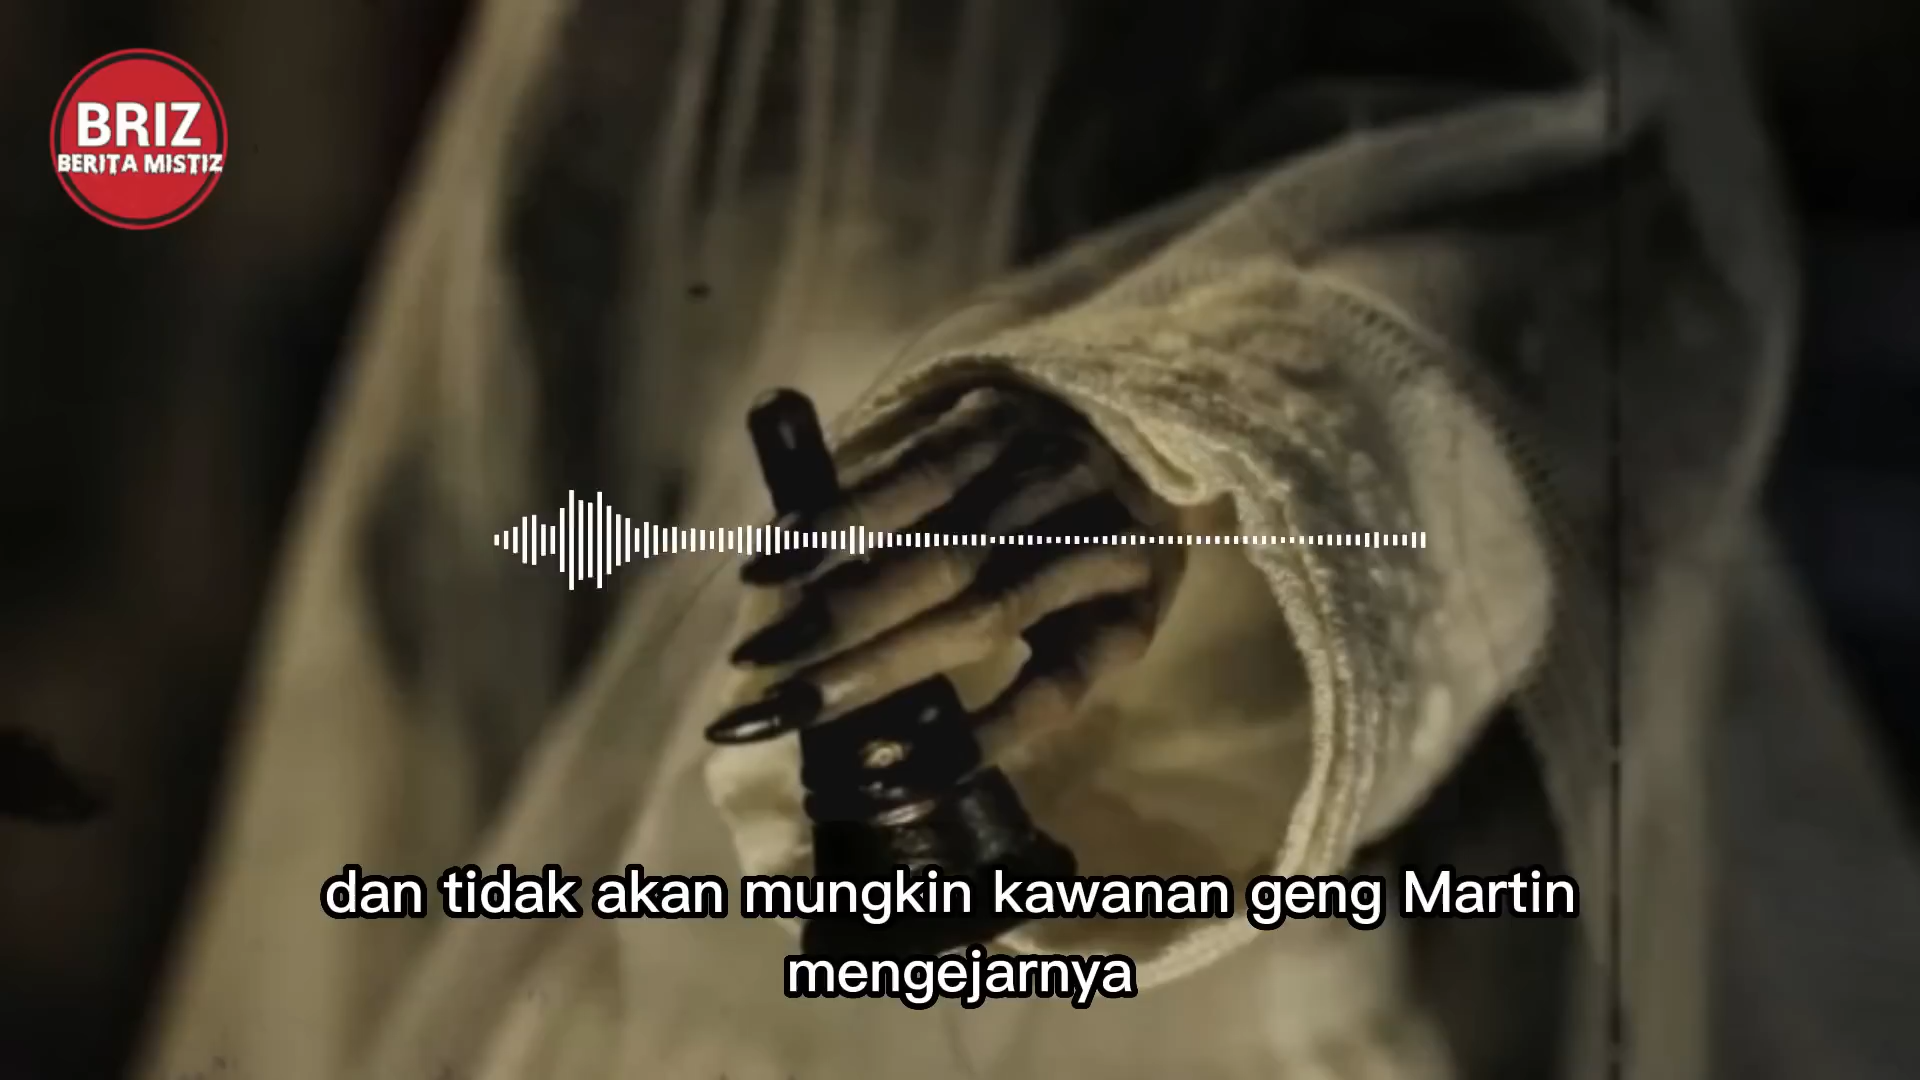 BRIZ
BERITA MISTIZ
dan tidak akan mungkin kawanan geng Martin
mengejarnya